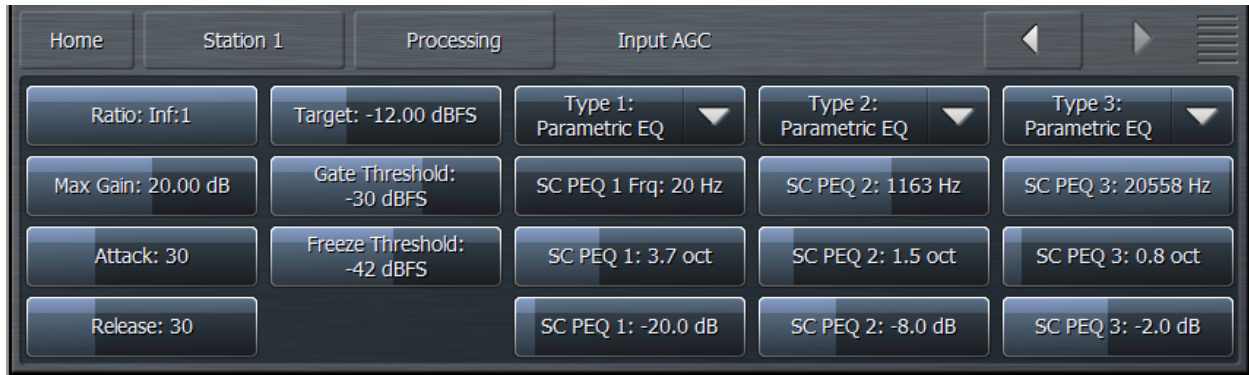 Home
Station 1
Processing
Input AGC
Ratio: Inf:1
Target: -12.00 dBFS
Type 1:
Parametric EQ
Type 2:
Parametric EQ
Type 3:
Parametric EQ
Max Gain: 20.00 dB
Gate Threshold:
-30 dBFS
SC PEQ 1 Frq: 20 Hz
SC PEQ 2: 1163 Hz
SC PEQ 3: 20558 Hz
Attack: 30
Freeze Threshold:
-42 dBFS
SC PEQ 1: 3.7 oct
SC PEQ 2: 1.5 oct
SC PEQ 3: 0.8 oct
Release: 30
SC PEQ 1: -20.0 dB
SC PEQ 2: -8.0 dB
SC PEQ 3: -2.0 dB